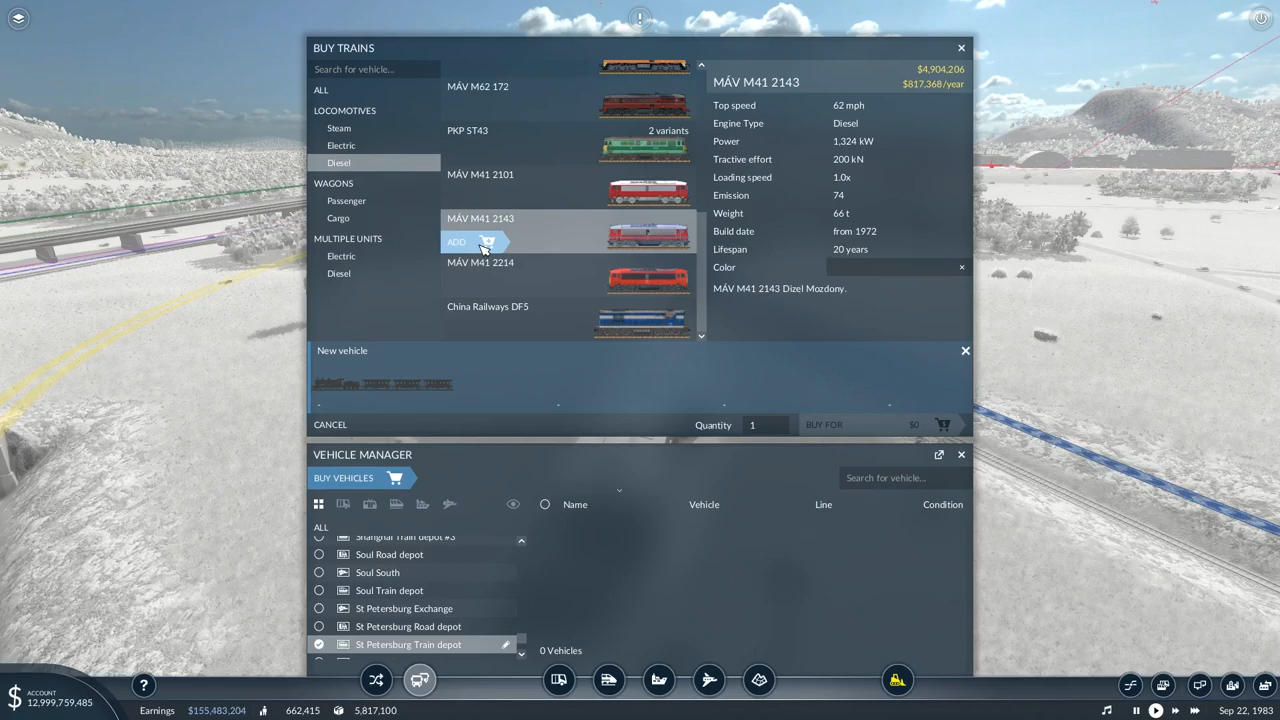 BUY TRAINS
Search for vehicle...
ALL
LOCOMOTIVES
Steam
Electric
Diesel
WAGONS
Passenger
Cargo
MULTIPLE UNITS
Electric
Diesel
MÁV M62 172
PKP ST43
2 variants
MÁV M41 2101
MÁV M41 2143
ADD
MÁV M41 2214
China Railways DF5
$4,904,206
MÁV M41 2143
$817,368/year
Top speed 62 mph
Engine Type Diesel
Power 1,324 kW
Tractive effort 200 kN
Loading speed 1.0x
Emission 74
Weight 66 t
Build date from 1972
Lifespan 20 years
Color
MÁV M41 2143 Dizel Mozdony.
New vehicle
- - - -
CANCEL
Quantity 1
BUY FOR $0
VEHICLE MANAGER
BUY VEHICLES
Search for vehicle...
Name Vehicle Line Condition
ALL
Shanghai Train depot #3
Soul Road depot
Soul South
Soul Train depot
St Petersburg Exchange
St Petersburg Road depot
St Petersburg Train depot
0 Vehicles
$ ACCOUNT
12,999,759,485
?
Earnings $155,483,204
662,415
5,817,100
Sep 22, 1983